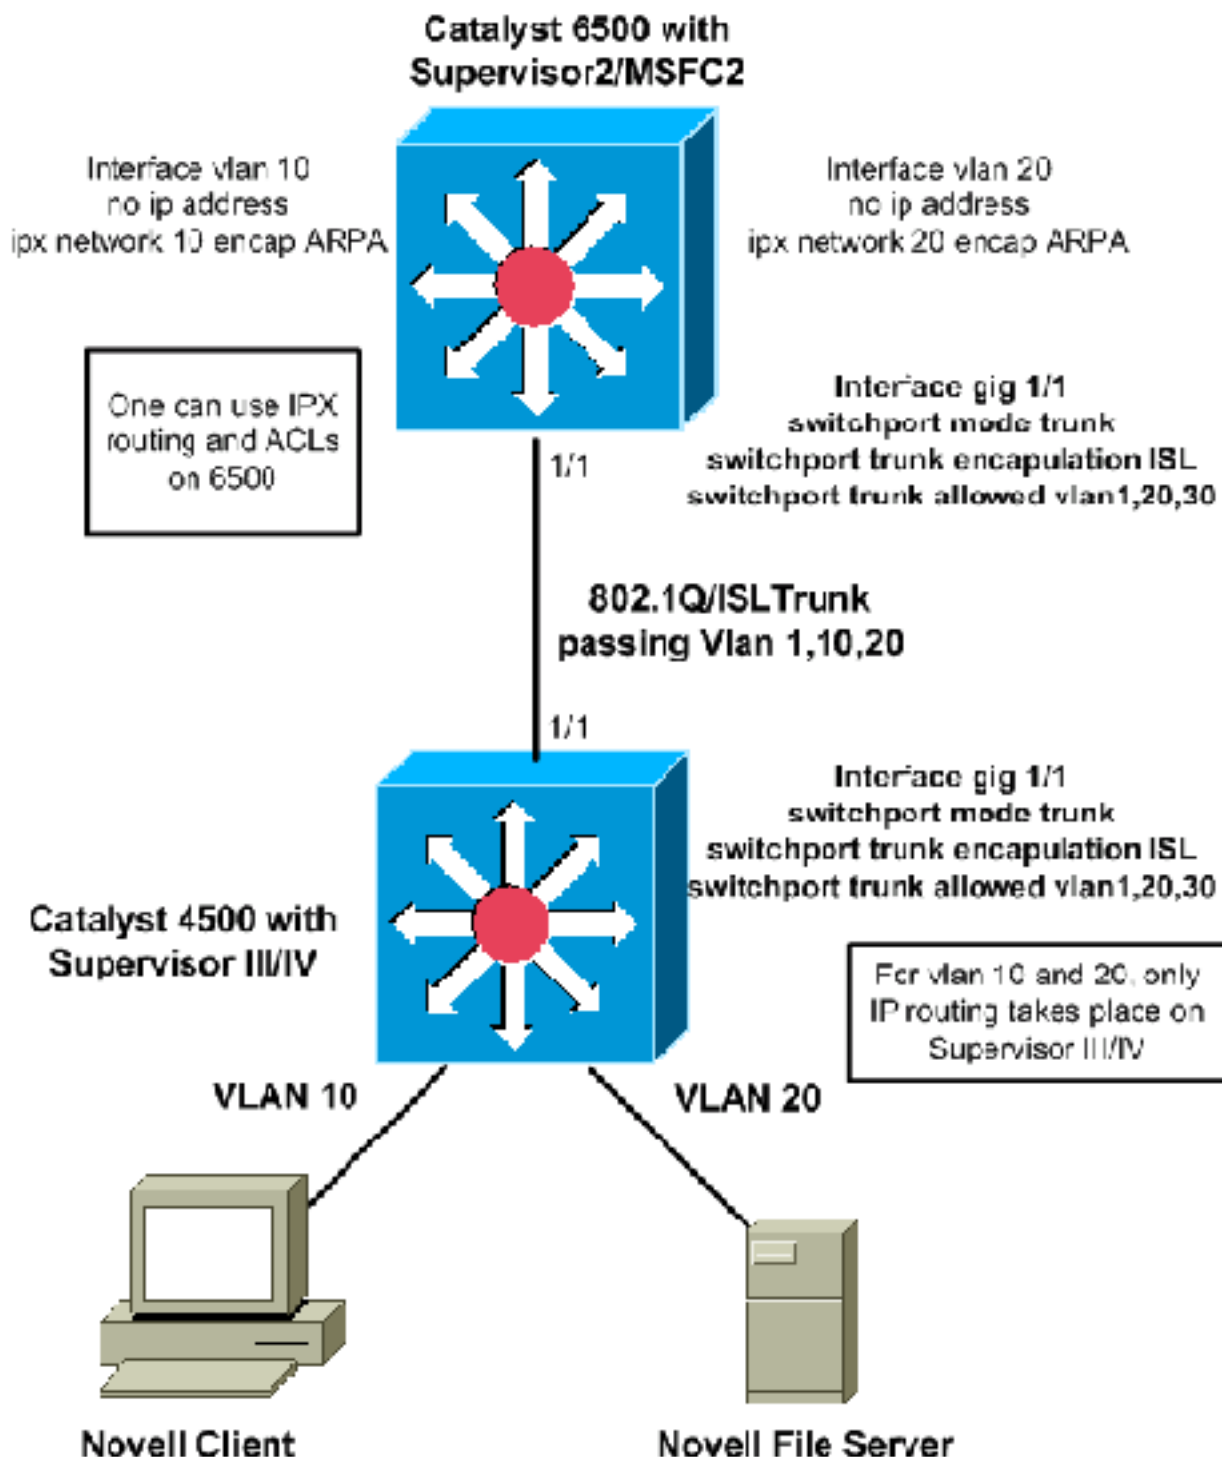 Catalyst 6500 with
Supervisor2/MSFC2
Interface vlan 10
no ip address
ipx network 10 encap ARPA
Interface vlan 20
no ip address
ipx network 20 encap ARPA
One can use IPX
routing and ACLs
on 6500
Interface gig 1/1
switchport mode trunk
switchport trunk encapulation ISL
switchport trunk allowed vlan1,20,30
1/1
802.1Q/ISLTrunk
passing Vlan 1,10,20
1/1
Interface gig 1/1
switchport mode trunk
switchport trunk encapulation ISL
switchport trunk allowed vlan1,20,30
Catalyst 4500 with
Supervisor III/IV
For vlan 10 and 20, only
IP routing takes place on
Supervisor III/IV
VLAN 10
VLAN 20
Novell Client
Novell File Server